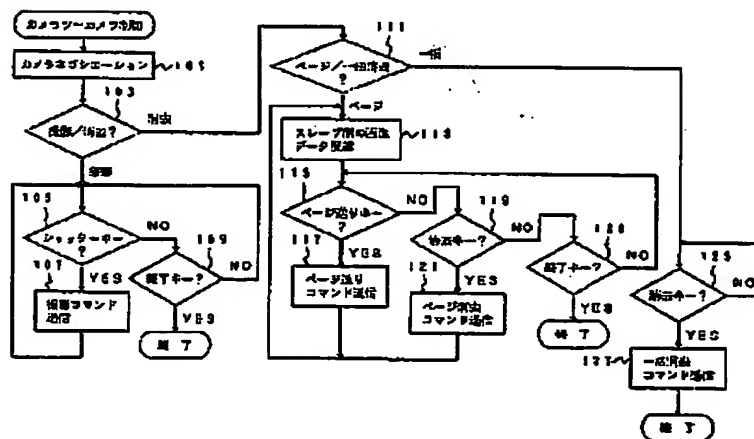 カメラツーカメラ制御
カメラネゴシエーション
103
撮影/消去?
消去
撮影
105
シャッターキー
?
NO
YES
107
撮影コマンド
送信
109
終了キー?
NO
YES
終了
111
ページ/一括消去
?
一括
ページ
スレーブ側の画像
113
115
ページ送りキー
?
NO
YES
117
ページ送り
コマンド送信
119
消去キー?
NO
YES
121
ページ消去
コマンド送信
終了キー?
NO
YES
終了
125
消去キー?
NO
YES
127
一括消去
コマンド送信
終了